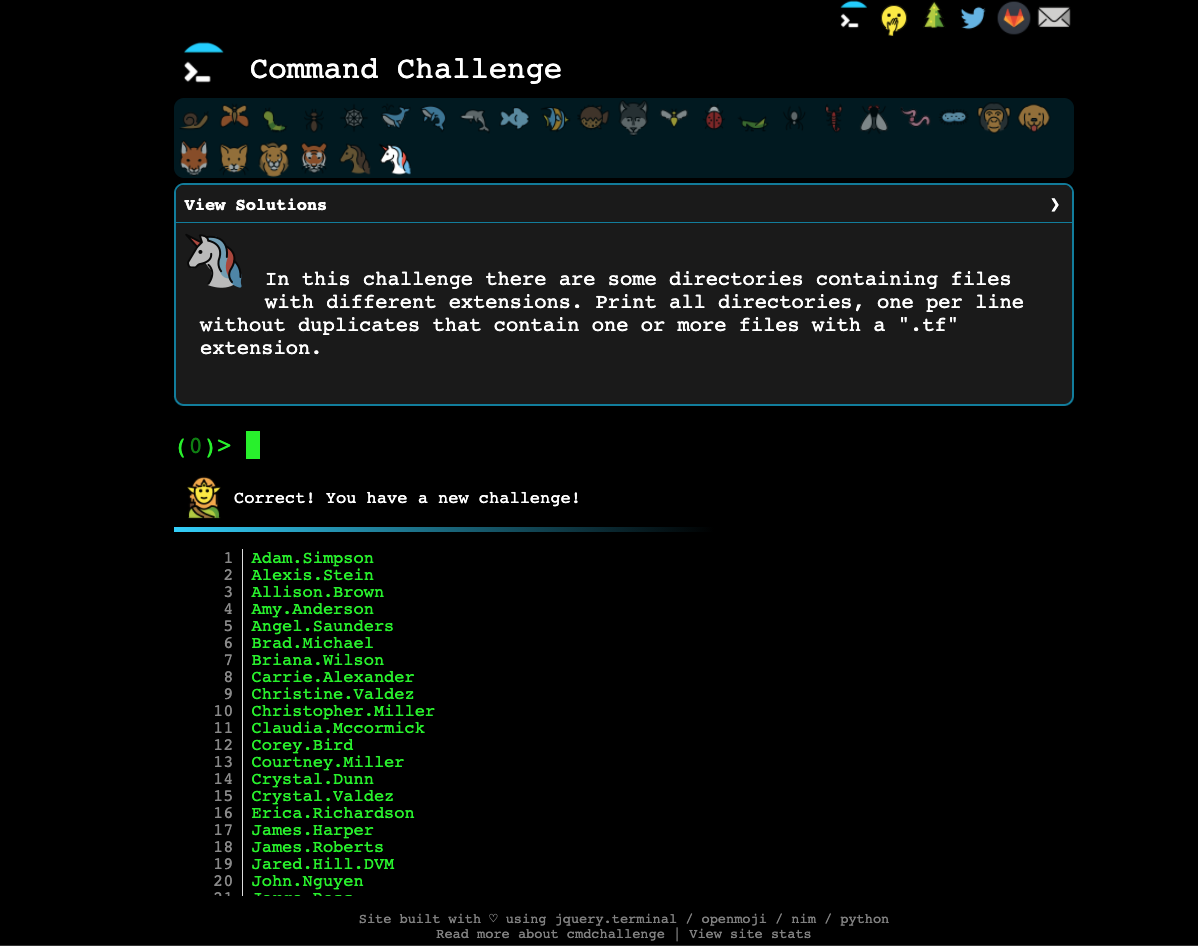 Command Challenge
View Solutions ❯
In this challenge there are some directories containing files
with different extensions. Print all directories, one per line
without duplicates that contain one or more files with a ".tf"
extension.
(0)>
Correct! You have a new challenge!
1 Adam.Simpson
2 Alexis.Stein
3 Allison.Brown
4 Amy.Anderson
5 Angel.Saunders
6 Brad.Michael
7 Briana.Wilson
8 Carrie.Alexander
9 Christine.Valdez
10 Christopher.Miller
11 Claudia.Mccormick
12 Corey.Bird
13 Courtney.Miller
14 Crystal.Dunn
15 Crystal.Valdez
16 Erica.Richardson
17 James.Harper
18 James.Roberts
19 Jared.Hill.DVM
20 John.Nguyen
21
Site built with ♡ using jquery.terminal / openmoji / nim / python
Read more about cmdchallenge | View site stats